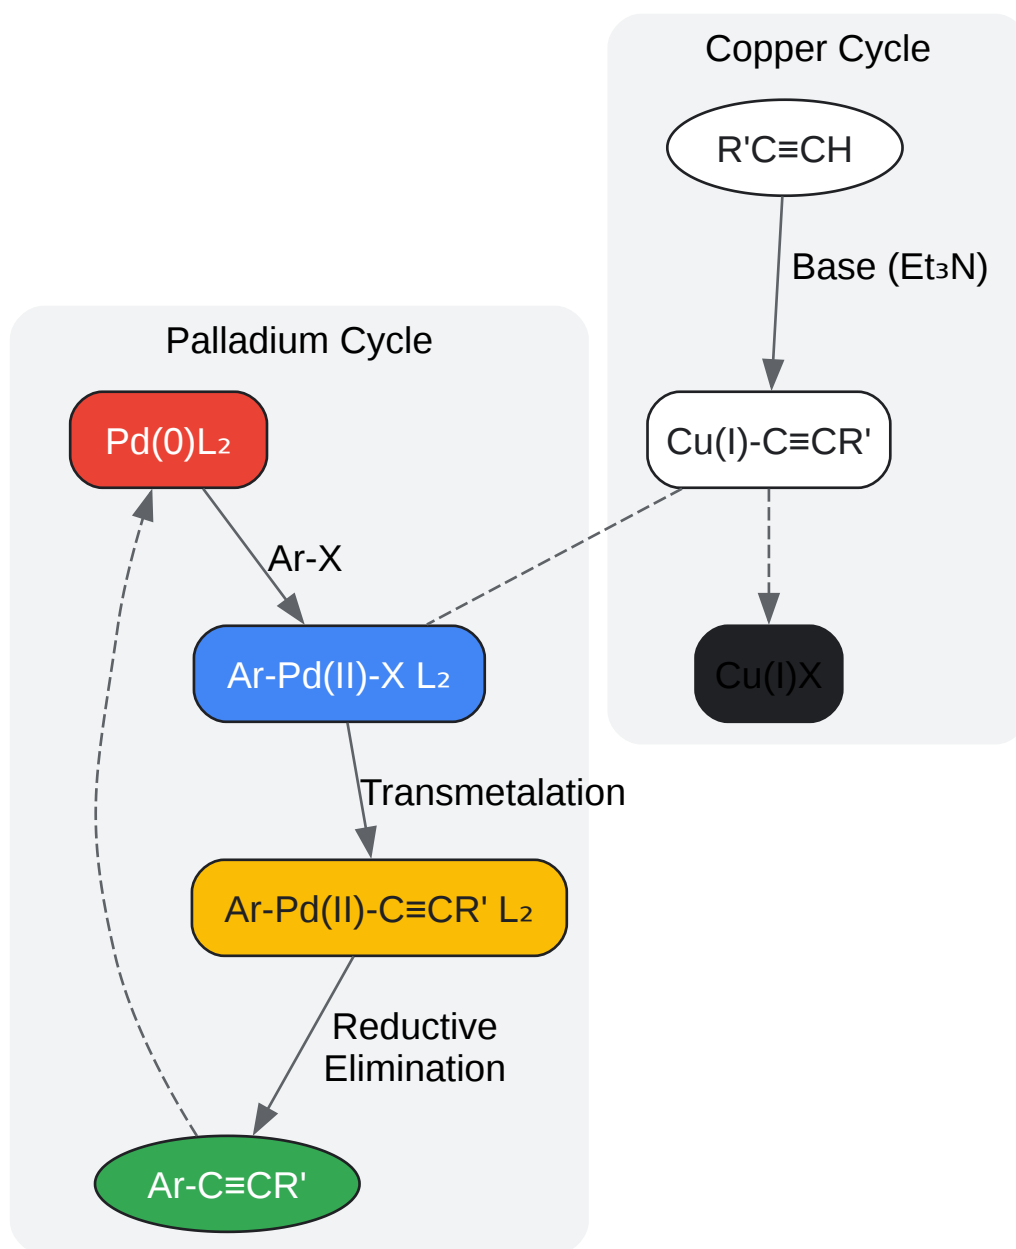 Copper Cycle
R'C≡CH
Base (Et₃N)
Palladium Cycle
Pd(0)L₂
Cu(I)-C≡CR'
Ar-X
Ar-Pd(II)-X L₂
Cu(I)X
Transmetalation
Ar-Pd(II)-C≡CR' L₂
Reductive
Elimination
Ar-C≡CR'